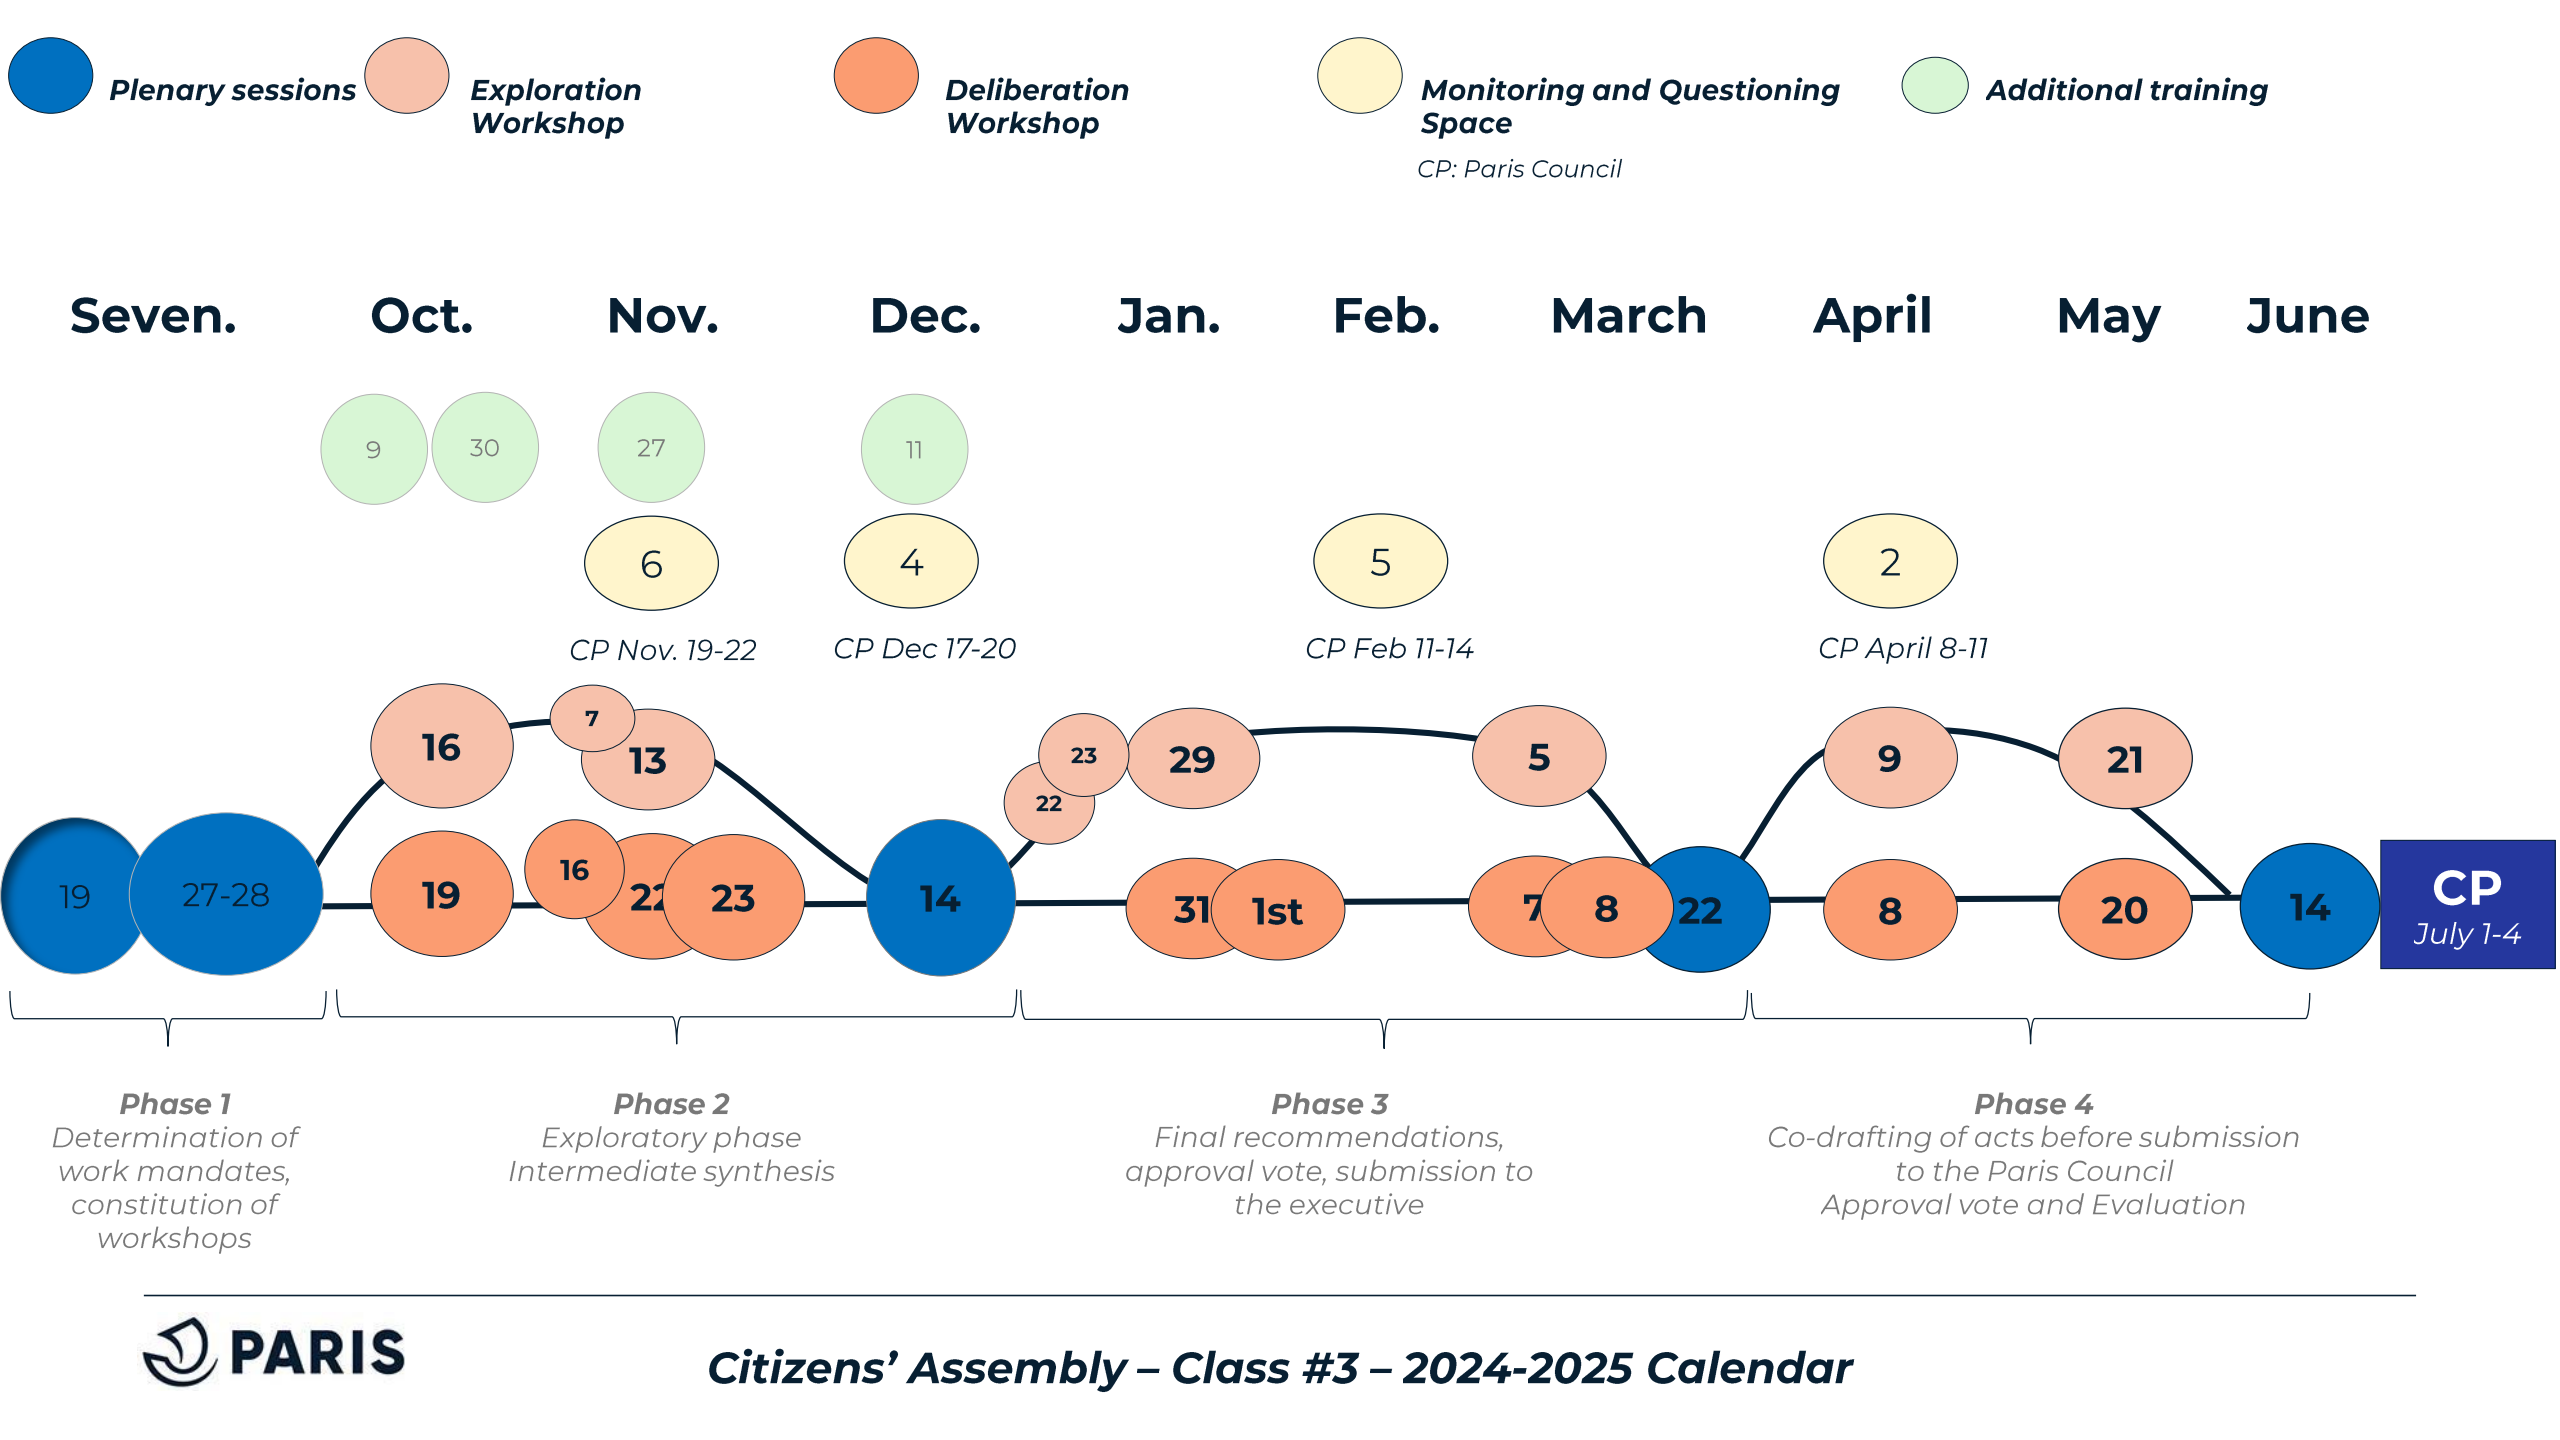 Plenary sessions
Exploration
Workshop
Deliberation
Workshop
Monitoring and Questioning
Space
CP: Paris Council
Additional training
Seven.
Oct.
Nov.
Dec.
Jan.
Feb.
March
April
May
June
9
30
27
11
6
4
5
2
CP Nov. 19-22
CP Dec 17-20
CP Feb 11-14
CP April 8-11
16
7
13
22
23
29
5
9
21
19
27-28
19
16
22
23
14
31
1st
7
8
22
8
20
14
CP
July 1-4
Phase 1
Determination of
work mandates,
constitution of
workshops
Phase 2
Exploratory phase
Intermediate synthesis
Phase 3
Final recommendations,
approval vote, submission to
the executive
Phase 4
Co-drafting of acts before submission
to the Paris Council
Approval vote and Evaluation
PARIS
Citizens’ Assembly – Class #3 – 2024-2025 Calendar